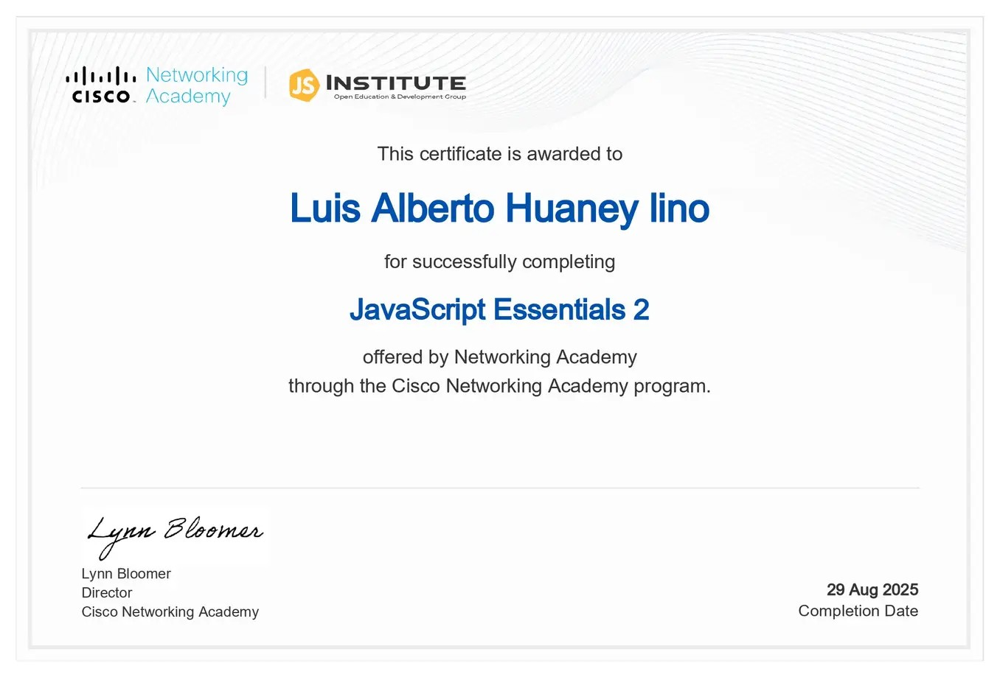 Networking
CISCO Academy
JS INSTITUTE
Open Education & Development Group
This certificate is awarded to
Luis Alberto Huaney lino
for successfully completing
JavaScript Essentials 2
offered by Networking Academy
through the Cisco Networking Academy program.
Lynn Bloomer
Lynn Bloomer
Director
Cisco Networking Academy
29 Aug 2025
Completion Date